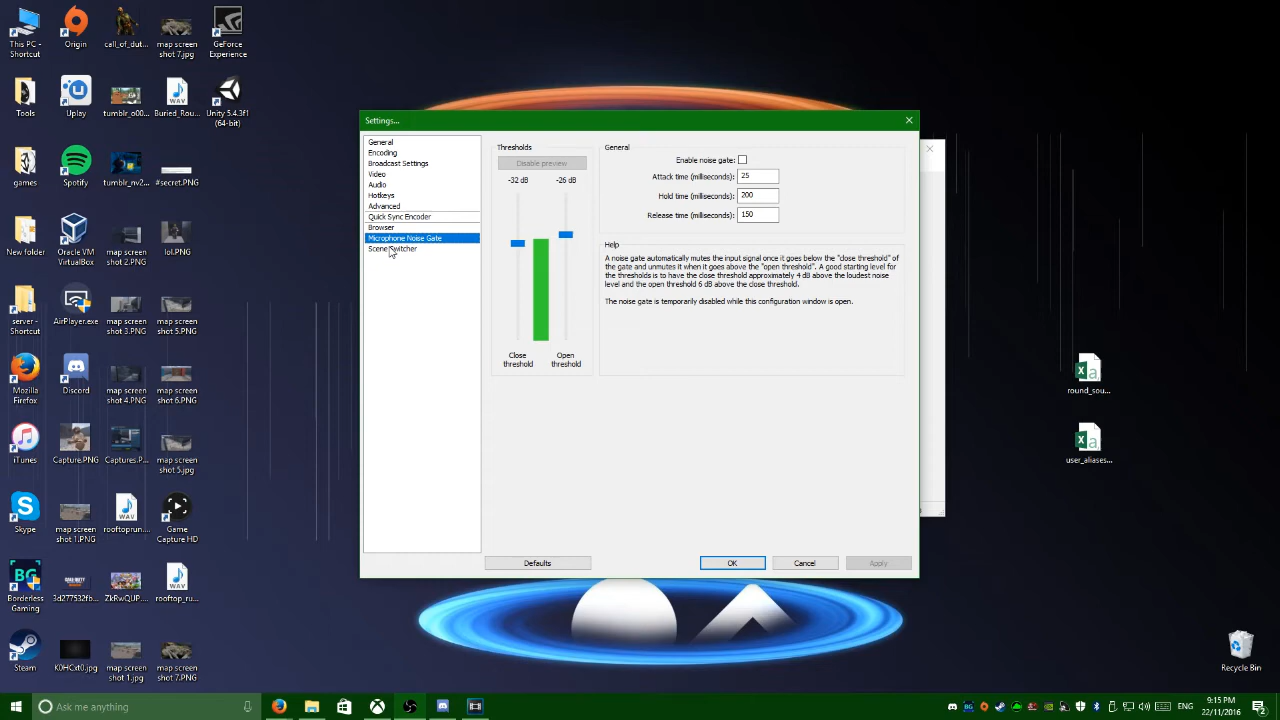 This PC - Shortcut
Origin
call_of_dut...
map screen shot 7.jpg
GeForce Experience
Tools
Uplay
tumblr_o00...
Buried_Rou...
Unity 5.4.3f1 (64-bit)
games
Spotify
tumblr_nv2...
#secret.PNG
New folder
Oracle VM VirtualBox
map screen shot 2.PNG
lol.PNG
server - Shortcut
AirPlayer.exe
map screen shot 3.PNG
map screen shot 5.PNG
Mozilla Firefox
Discord
map screen shot 4.PNG
map screen shot 6.PNG
iTunes
Capture.PNG
Captures.P...
map screen shot 5.jpg
Skype
map screen shot 1.PNG
rooftoprun....
Game Capture HD
BG
Borderless Gaming
3d277532fb...
ZkRwQUP....
rooftop_ru...
Steam
K0HCxt0.jpg
map screen shot 1.jpg
map screen shot 7.PNG
Settings...
General
Encoding
Broadcast Settings
Video
Audio
Hotkeys
Advanced
Quick Sync Encoder
Browser
Microphone Noise Gate
Scene Switcher
Thresholds
Disable preview
-32 dB
-26 dB
Close threshold
Open threshold
General
Enable noise gate:
Attack time (milliseconds): 25
Hold time (milliseconds): 200
Release time (milliseconds): 150
Help
A noise gate automatically mutes the input signal once it goes below the "close threshold" of
the gate and unmutes it when it goes above the "open threshold". A good starting level for
the thresholds is to have the close threshold approximately 4 dB above the loudest noise
level and the open threshold 6 dB above the close threshold.
The noise gate is temporarily disabled while this configuration window is open.
Defaults
OK
Cancel
Apply
round_sou...
user_aliases...
Recycle Bin
Ask me anything
ENG
9:15 PM
22/11/2016